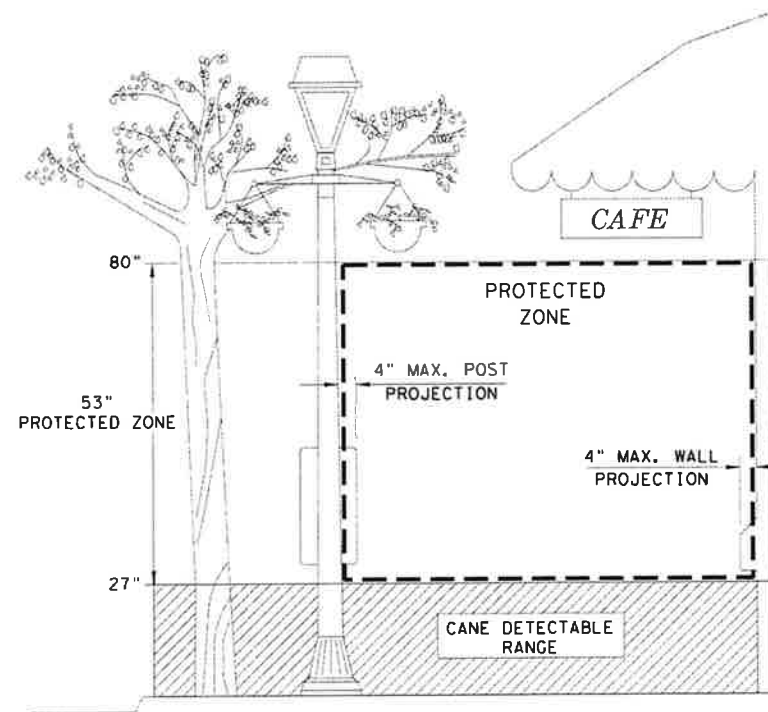 CAFE
80"
PROTECTED
ZONE
4" MAX. POST
PROJECTION
53"
PROTECTED ZONE
4" MAX. WALL
PROJECTION
27"
CANE DETECTABLE
RANGE